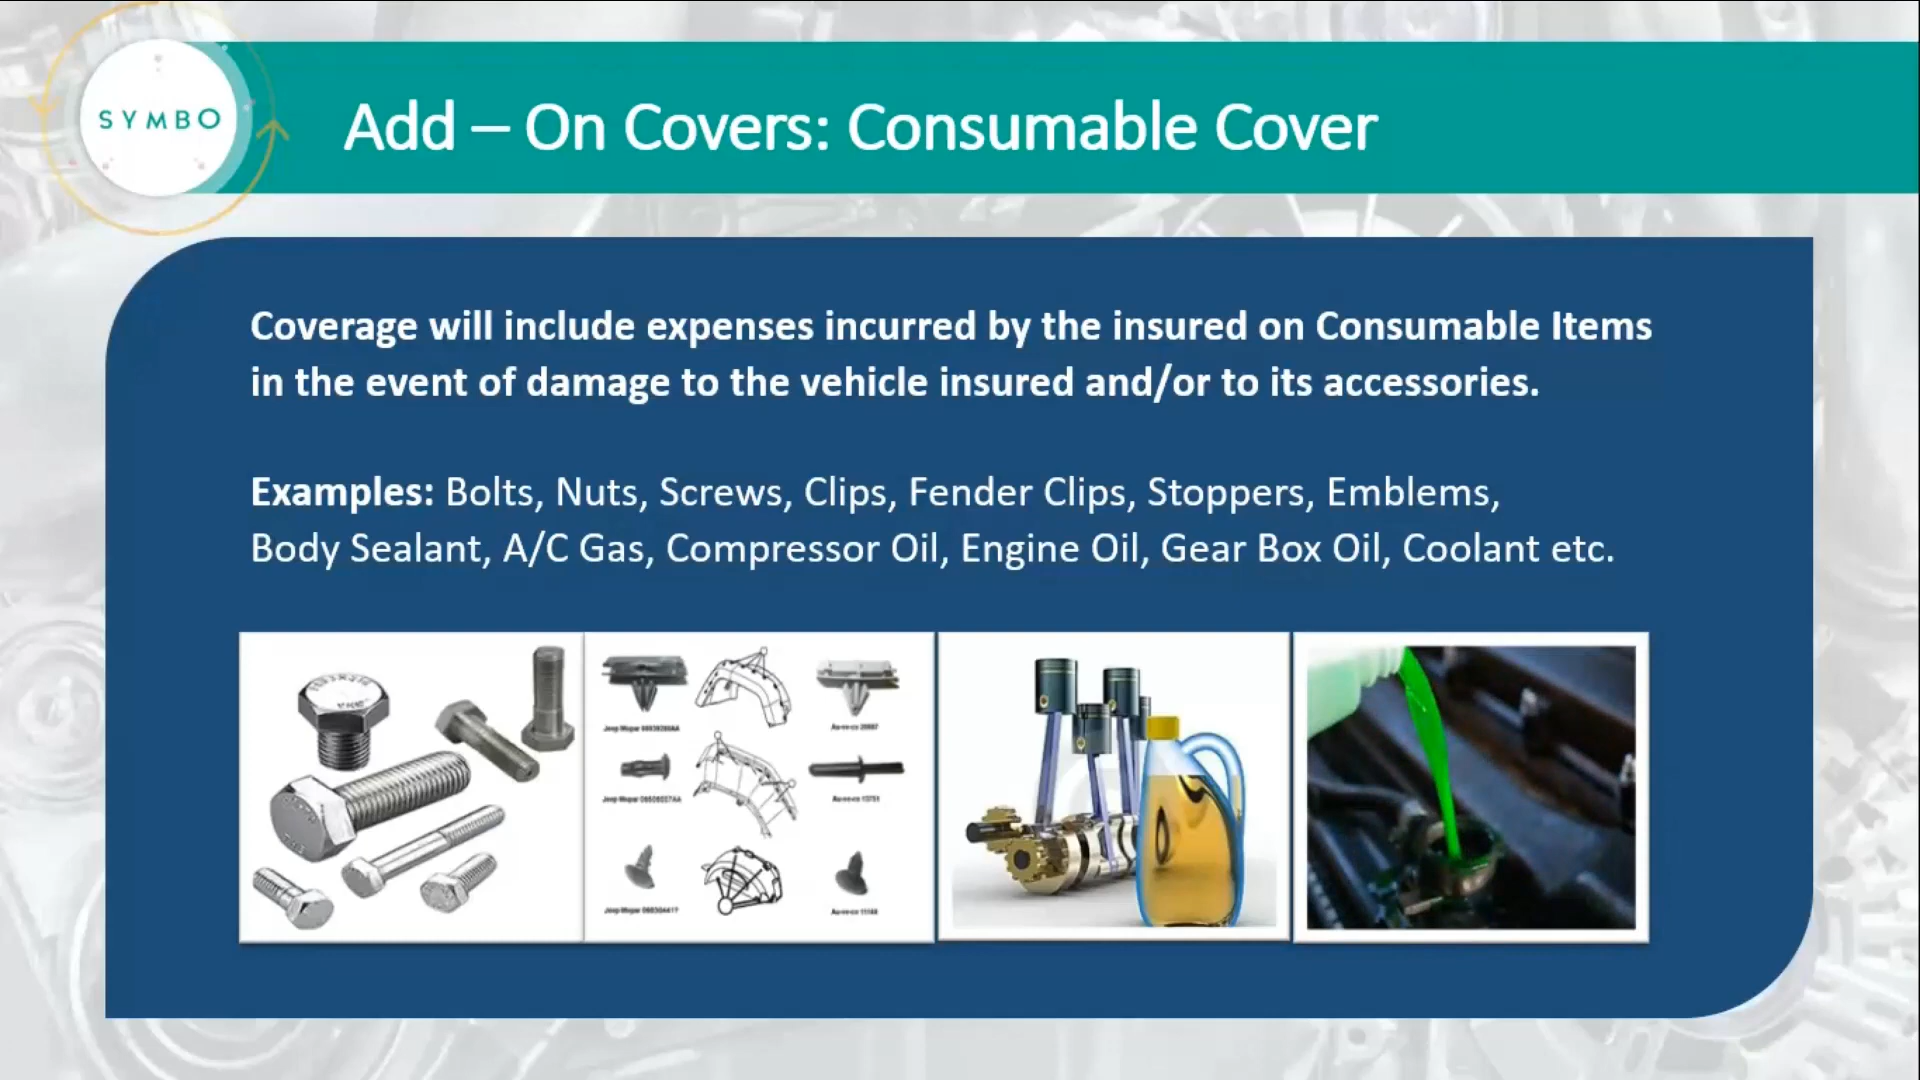 SYMBO
Add – On Covers: Consumable Cover
Coverage will include expenses incurred by the insured on Consumable Items
in the event of damage to the vehicle insured and/or to its accessories.
Examples: Bolts, Nuts, Screws, Clips, Fender Clips, Stoppers, Emblems,
Body Sealant, A/C Gas, Compressor Oil, Engine Oil, Gear Box Oil, Coolant etc.